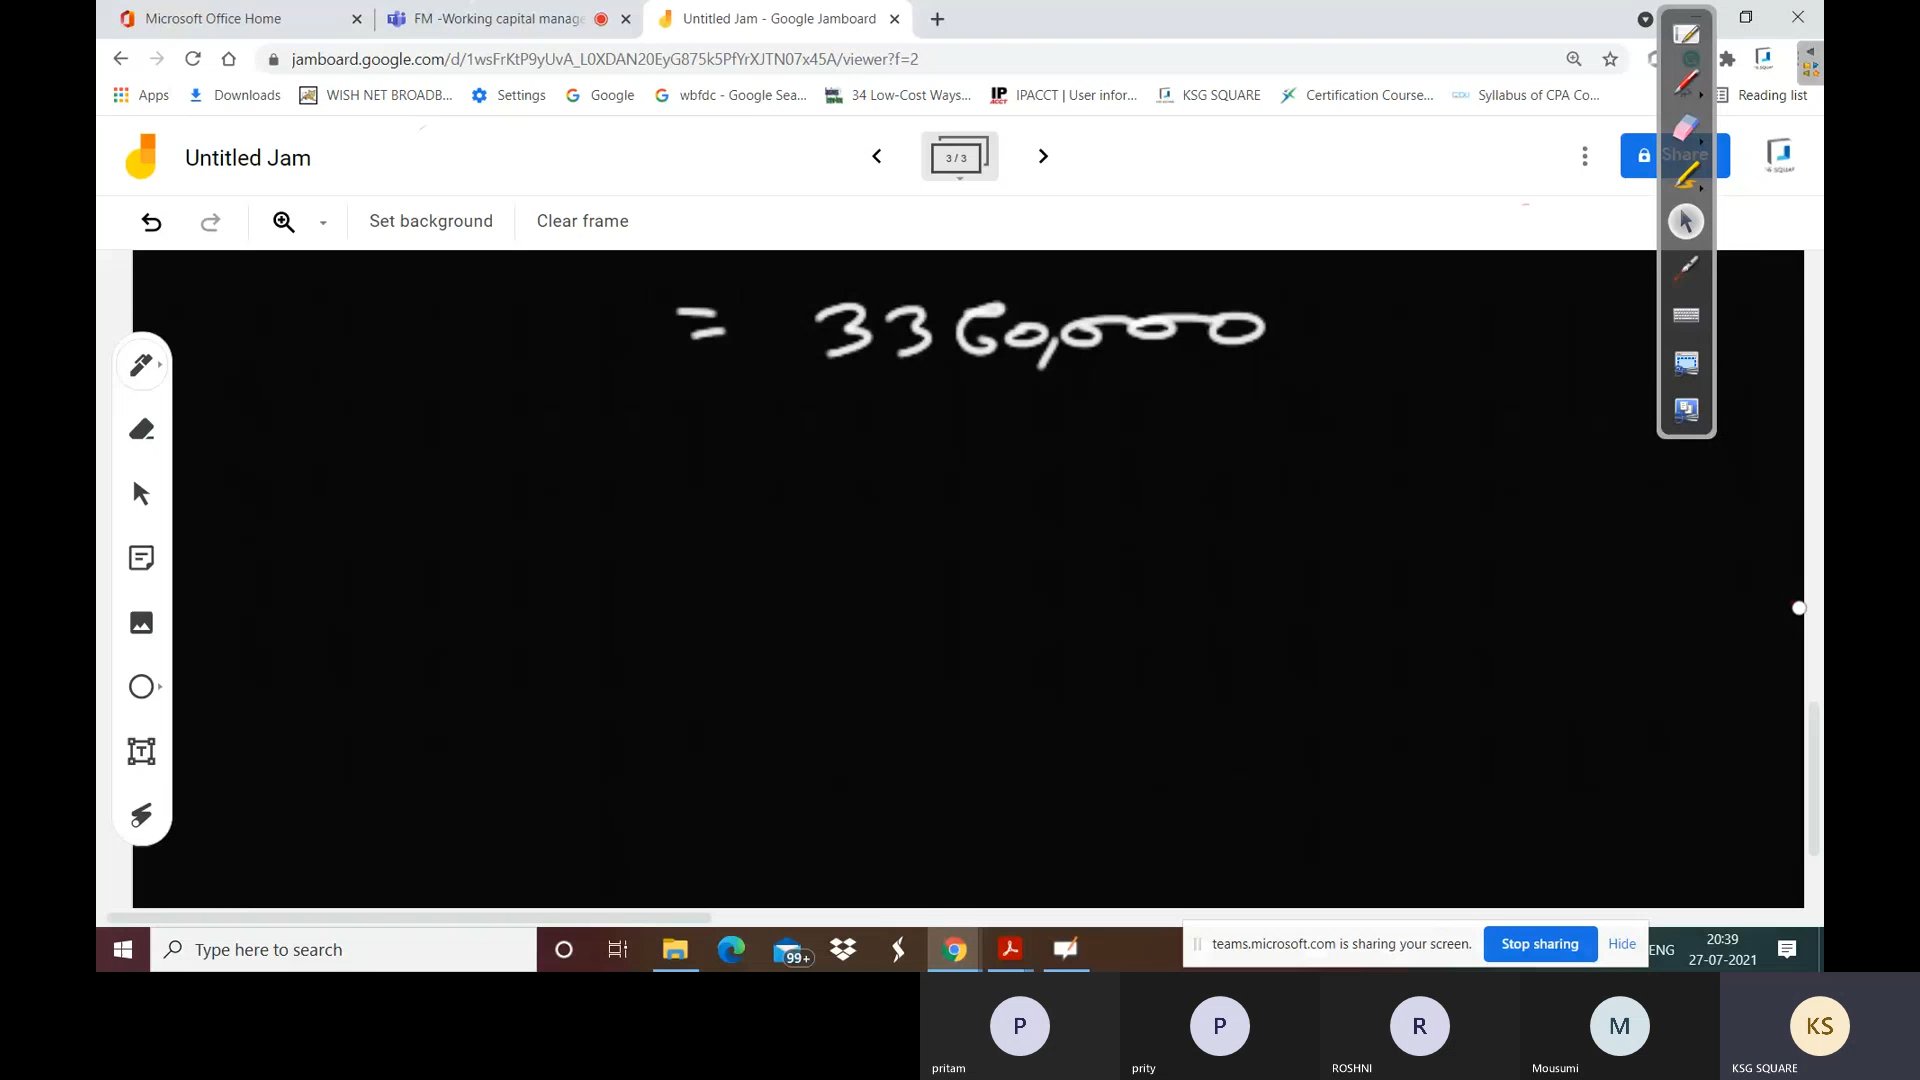 Microsoft Office Home
FM -Working capital manage
Untitled Jam - Google Jamboard
jamboard.google.com/d/1wsFrKtP9yUvA_L0XDAN20EyG875k5PfYrXJTN07x45A/viewer?f=2
Apps Downloads WISH NET BROADB... Settings Google wbfdc - Google Sea... 34 Low-Cost Ways... IPACCT | User infor... KSG SQUARE Certification Course... Syllabus of CPA Co... Reading list
Untitled Jam
3 / 3
Share
Set background Clear frame
= 3360,000
Type here to search
99+
teams.microsoft.com is sharing your screen. Stop sharing Hide
ENG
20:39
27-07-2021
P P R M KS
pritam prity ROSHNI Mousumi KSG SQUARE